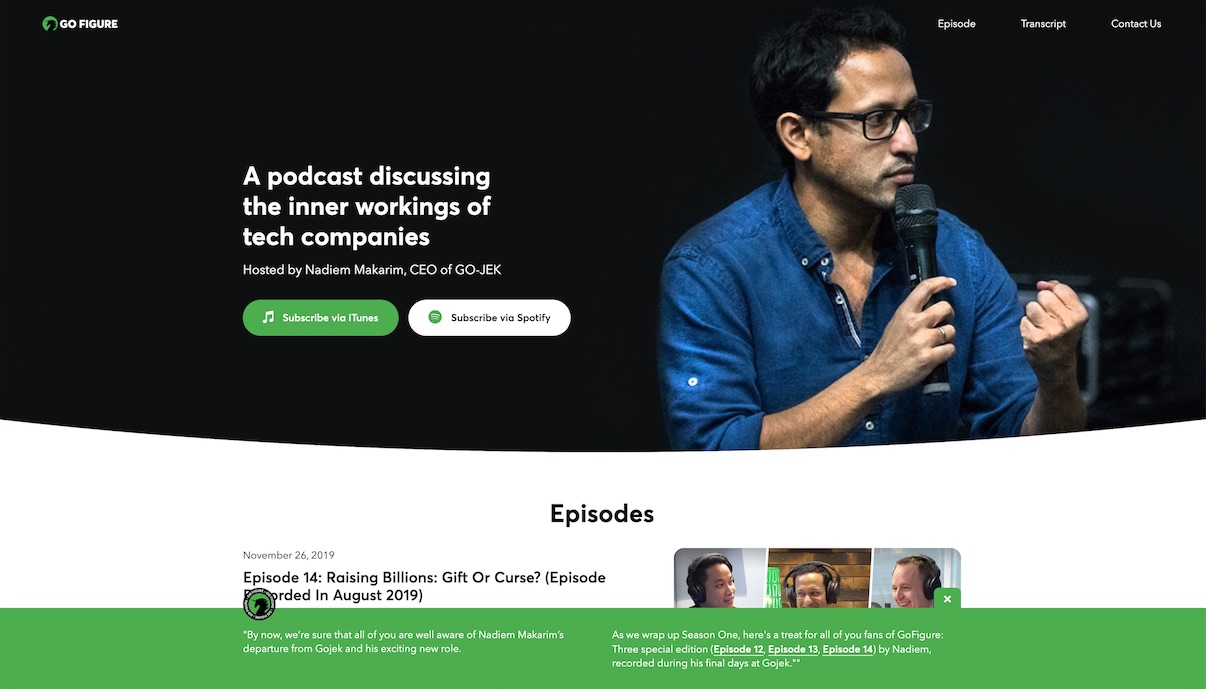 GO FIGURE
Episode
Transcript
Contact Us
A podcast discussing
the inner workings of
tech companies
Hosted by Nadiem Makarim, CEO of GO-JEK
Subscribe via iTunes
Subscribe via Spotify
Episodes
November 26, 2019
Episode 14: Raising Billions: Gift Or Curse? (Episode
In August 2019)
"By now, we're sure that all of you are well aware of Nadiem Makarim's
departure from Gojek and his exciting new role.
As we wrap up Season One, here's a treat for all of you fans of GoFigure:
Three special edition (Episode 12, Episode 13, Episode 14) by Nadiem,
recorded during his final days at Gojek.""